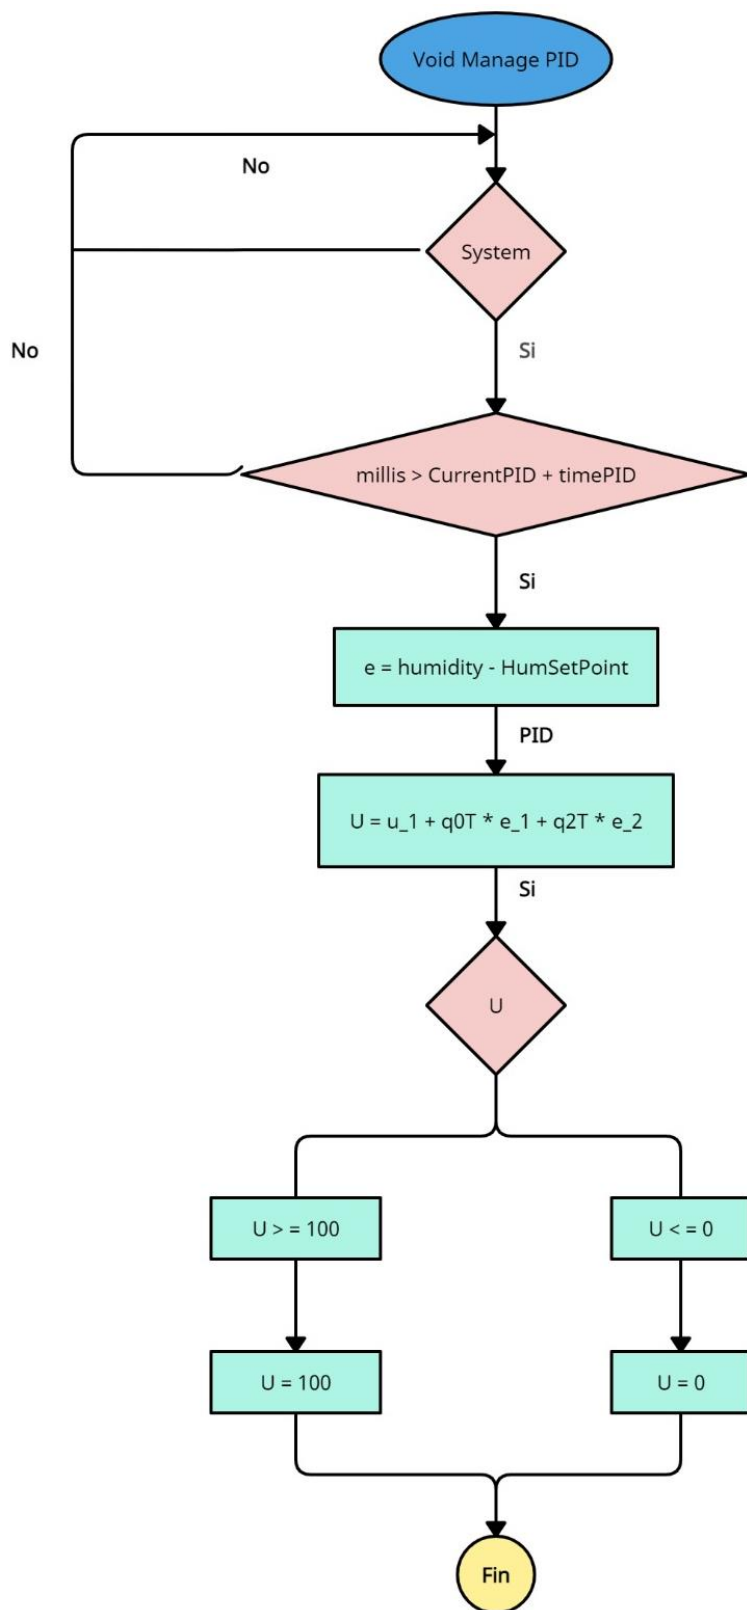 Void Manage PID
No
System
No
Si
millis > CurrentPID + timePID
Si
e = humidity - HumSetPoint
PID
U = u_1 + q0T * e_1 + q2T * e_2
Si
U
U > = 100
U < = 0
U = 100
U = 0
Fin